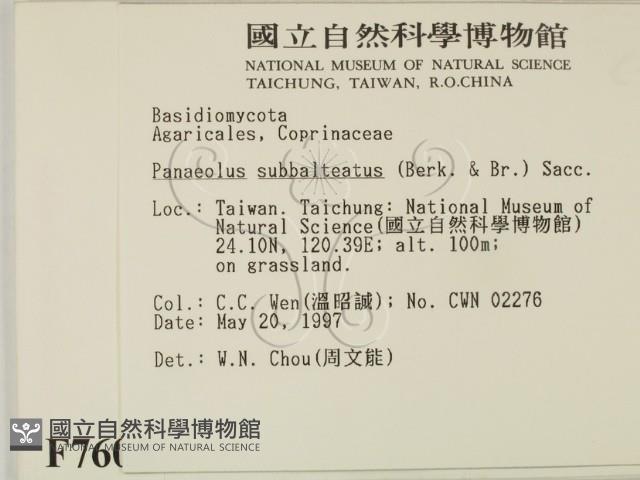 國立自然科學博物館
NATIONAL MUSEUM OF NATURAL SCIENCE
TAICHUNG, TAIWAN, R.O.CHINA
Basidiomycota
Agaricales, Coprinaceae
Panaeolus subbalteatus (Berk. & Br.) Sacc.
Loc.: Taiwan. Taichung: National Museum of
Natural Science(國立自然科學博物館)
24.10N, 120.39E; alt. 100m;
on grassland.
Col.: C.C. Wen(溫昭誠); No. CWN 02276
Date: May 20, 1997
Det.: W.N. Chou(周文能)
國立自然科學博物館
NATIONAL MUSEUM OF NATURAL SCIENCE